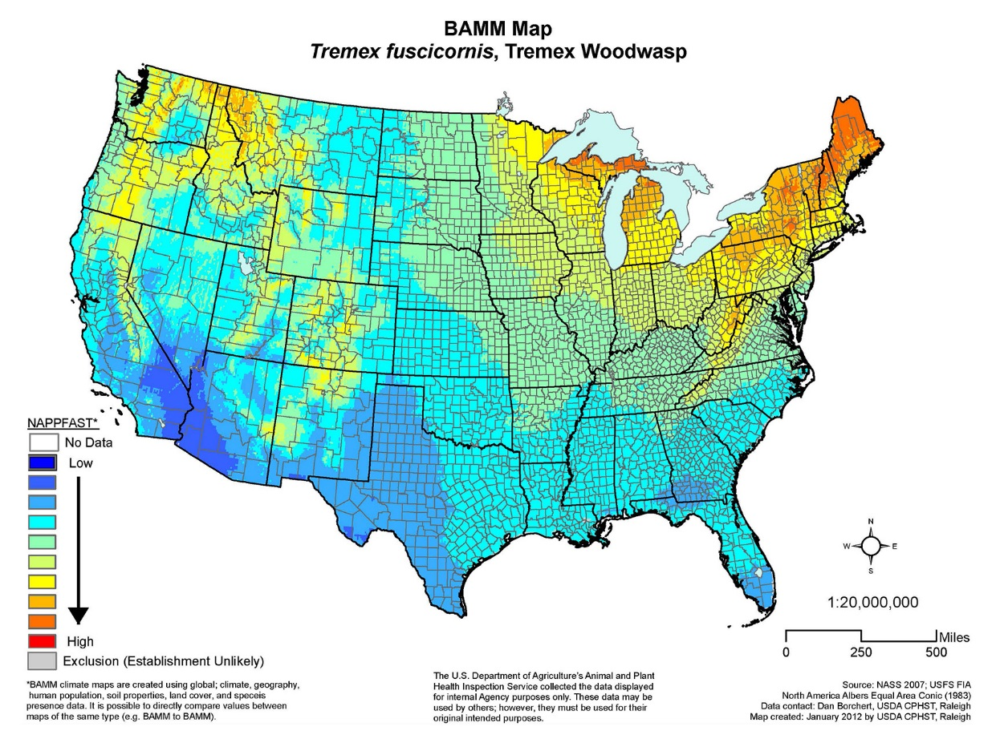 BAMM Map
Tremex fuscicornis, Tremex Woodwasp
NAPPFAST*
No Data
Low
High
Exclusion (Establishment Unlikely)
*BAMM climate maps are created using global; climate, geography,
human population, soil properties, land cover, and speceis
presence data. It is possible to directly compare values between
maps of the same type (e.g. BAMM to BAMM).
The U.S. Department of Agriculture's Animal and Plant
Health Inspection Service collected the data displayed
for internal Agency purposes only. These data may be
used by others; however, they must be used for their
original intended purposes.
N
W E
S
1:20,000,000
Miles
0 250 500
Source: NASS 2007; USFS FIA
North America Albers Equal Area Conic (1983)
Data contact: Dan Borchert, USDA CPHST, Raleigh
Map created: January 2012 by USDA CPHST, Raleigh